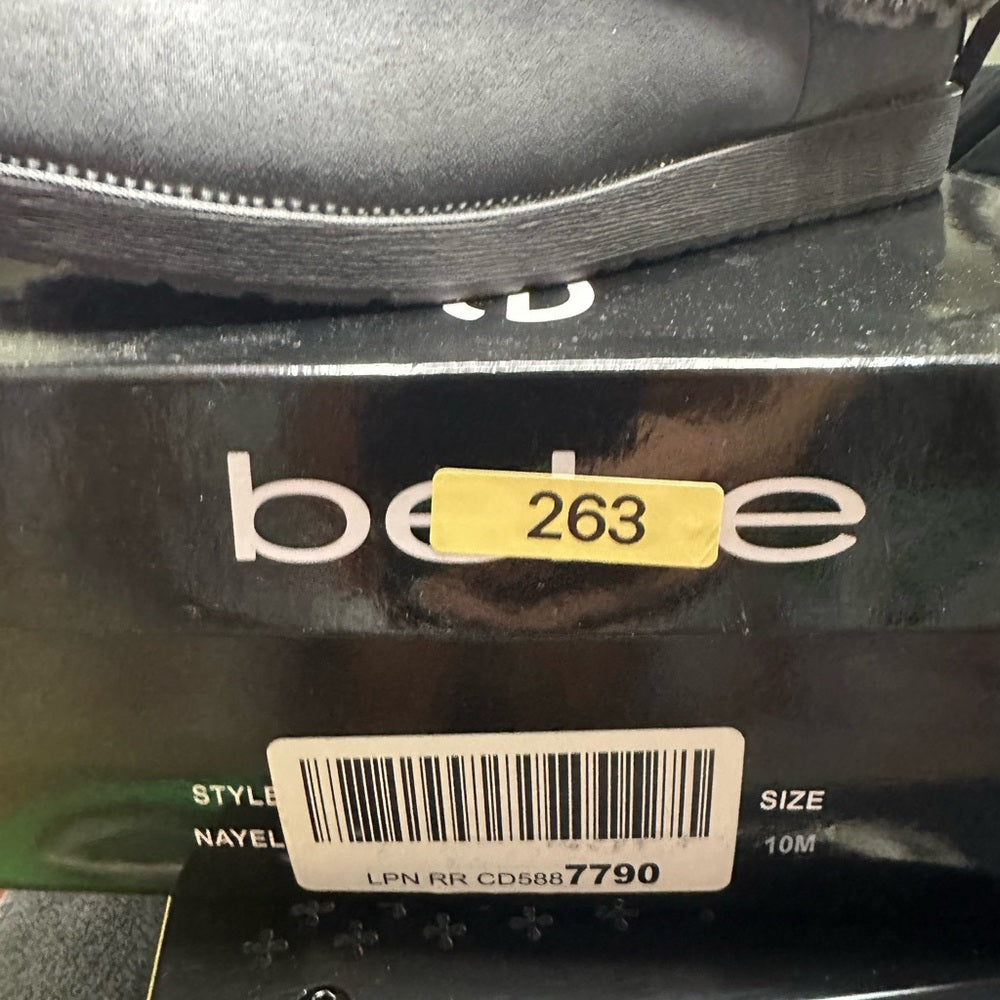 be e
263
STYLE
NAYEL
SIZE
10M
LPN RR CD5887790